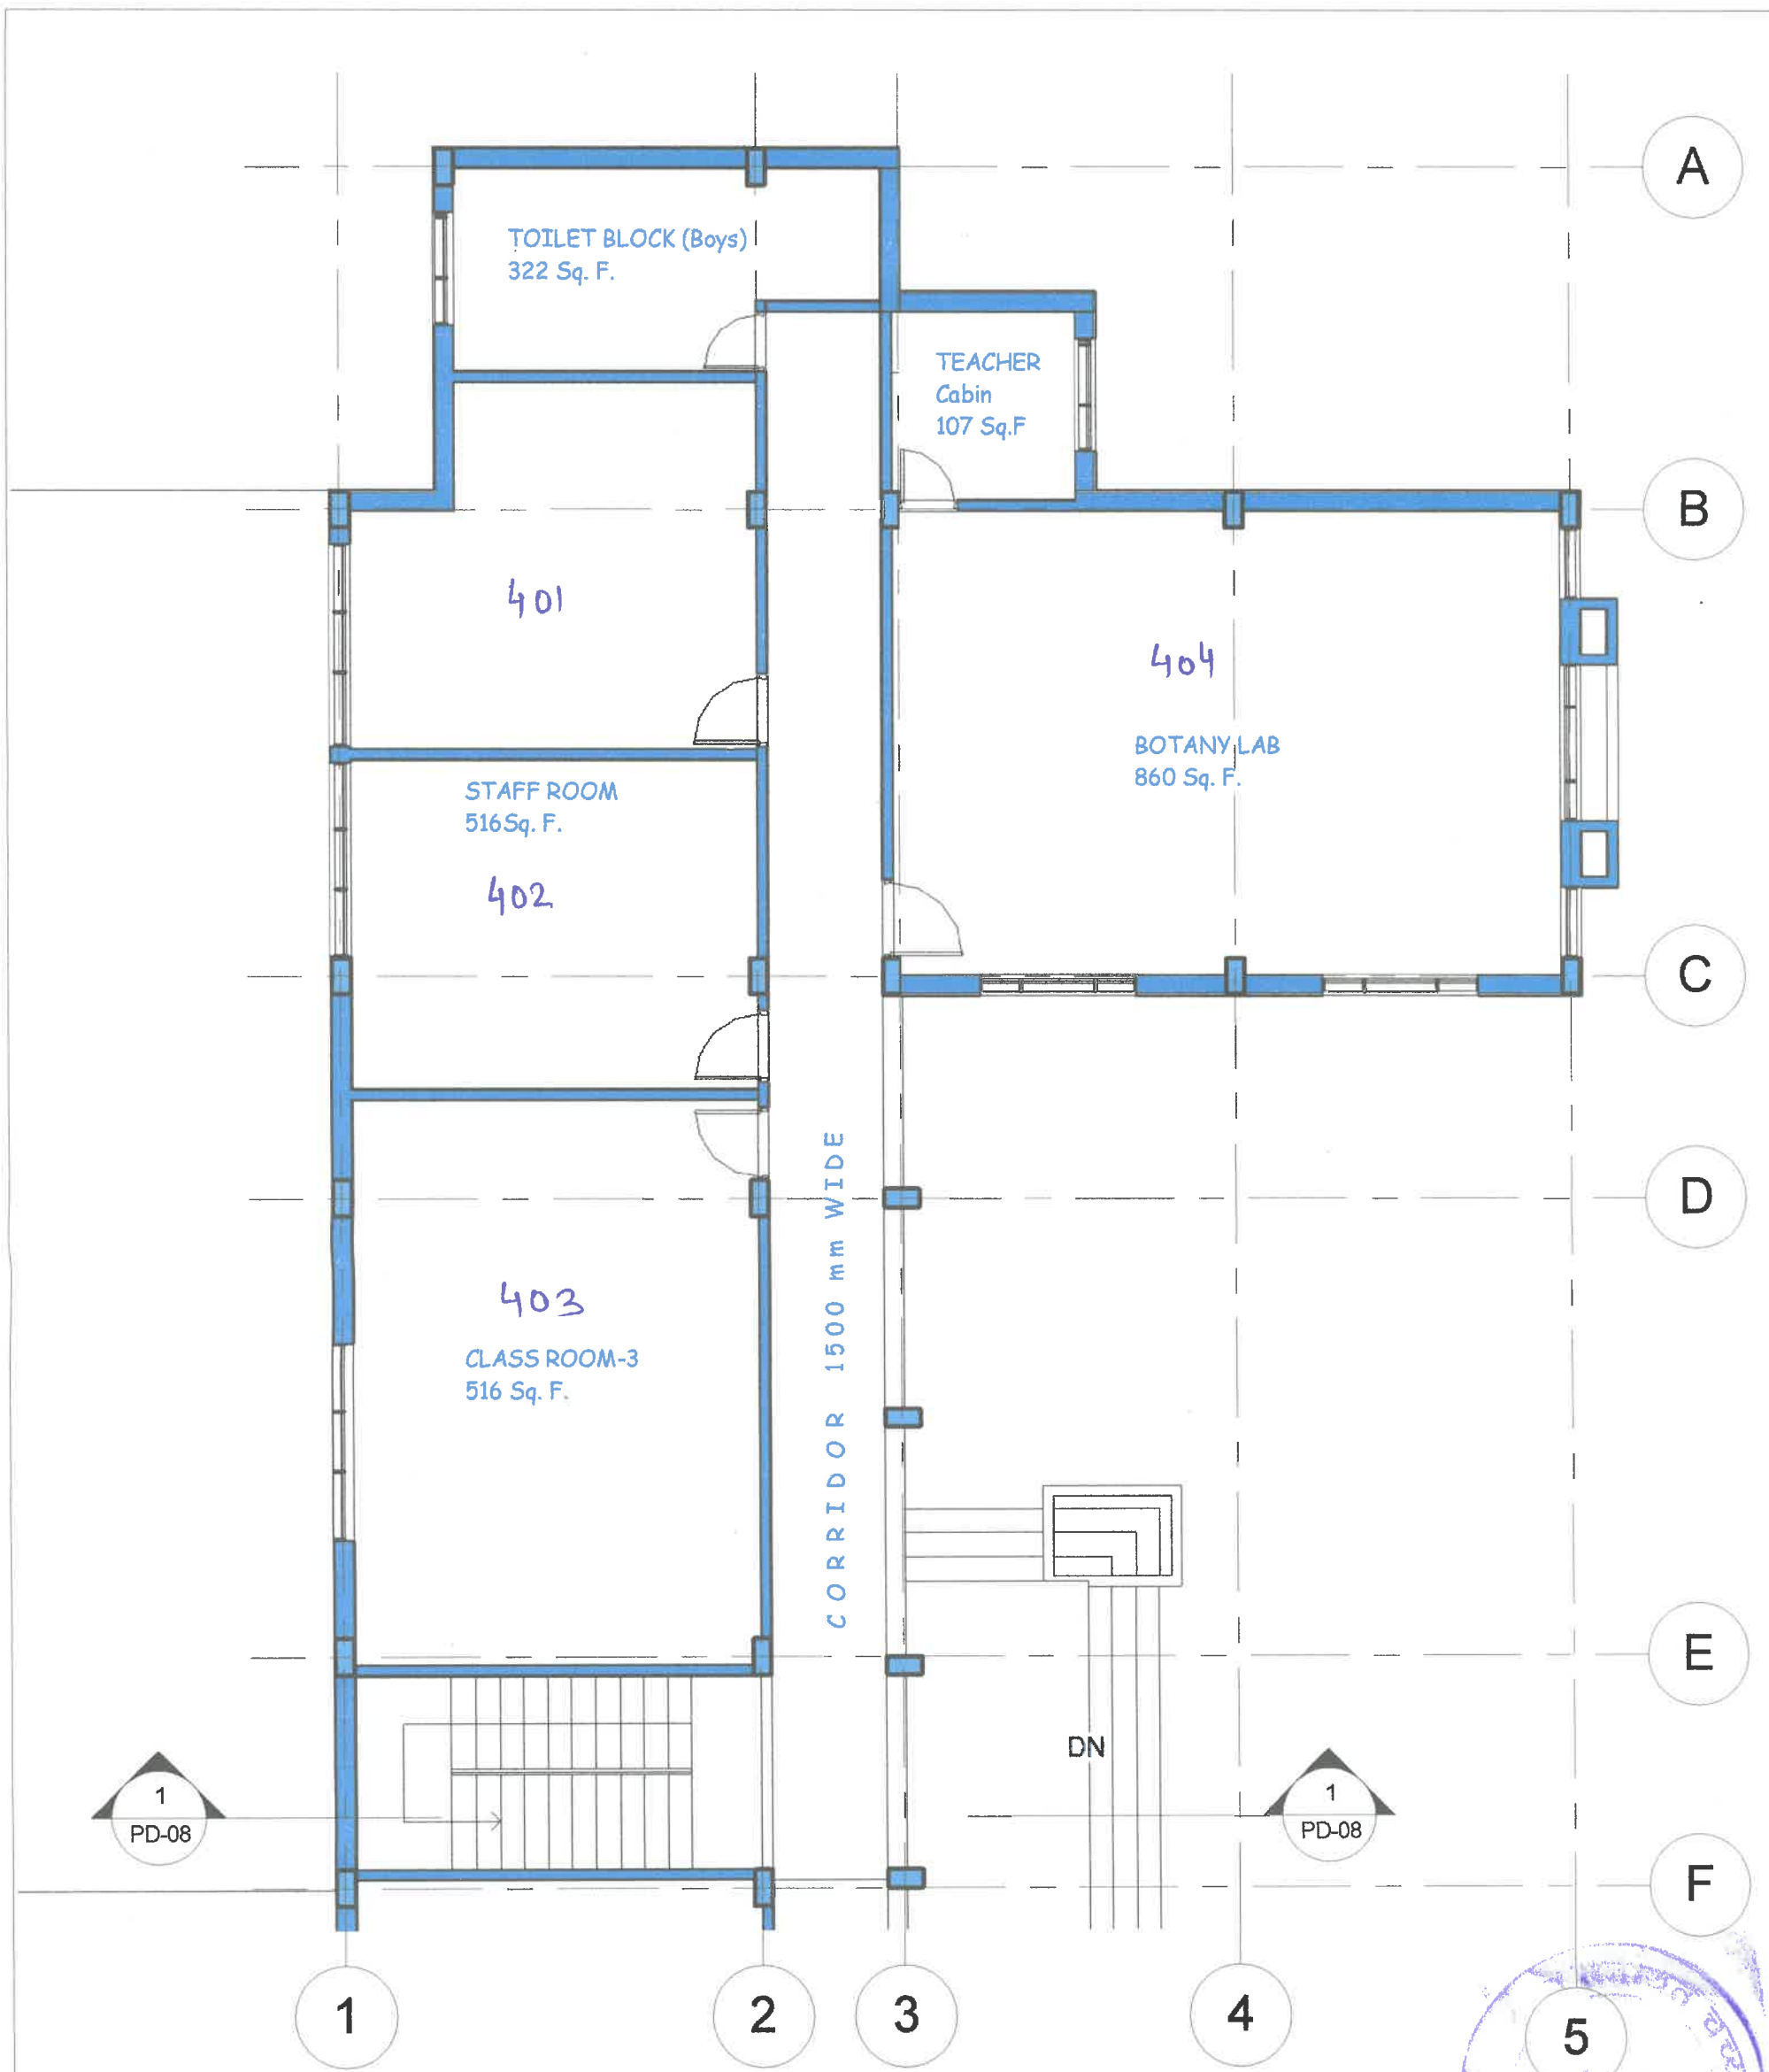 A
TOILET BLOCK (Boys)
322 Sq. F.
TEACHER
Cabin
107 Sq.F
B
401
404
BOTANY LAB
860 Sq. F.
STAFF ROOM
516Sq. F.
402
C
CORRIDOR 1500 mm WIDE
D
403
CLASS ROOM-3
516 Sq. F.
E
DN
1
PD-08
1
PD-08
F
1
2
3
4
5